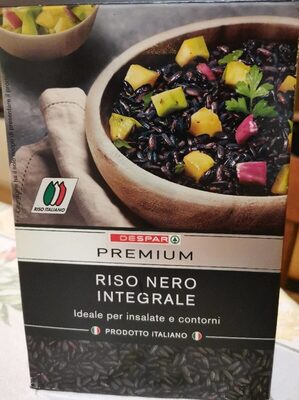 RISO ITALIANO
DESPAR
PREMIUM
RISO NERO
INTEGRALE
Ideale per insalate e contorni
PRODOTTO ITALIANO